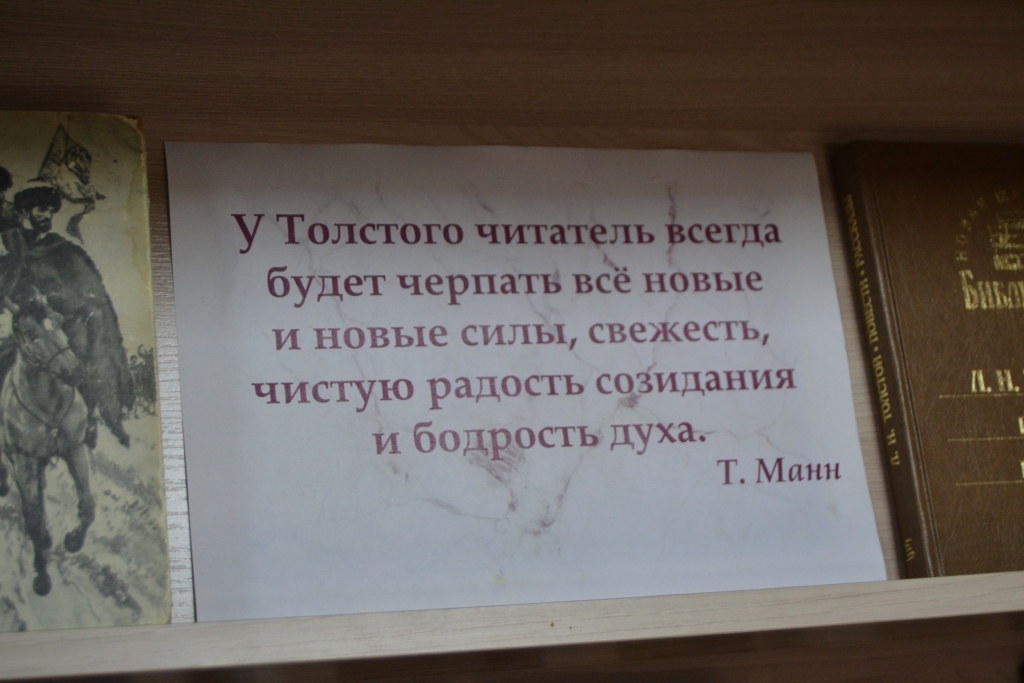 У Толстого читатель всегда
будет черпать всё новые
и новые силы, свежесть,
чистую радость созидания
и бодрость духа.
Т. Манн
Л. Н. ТОЛСТОЙ • ПОВЕСТИ • РАССКАЗЫ
Л. Н.